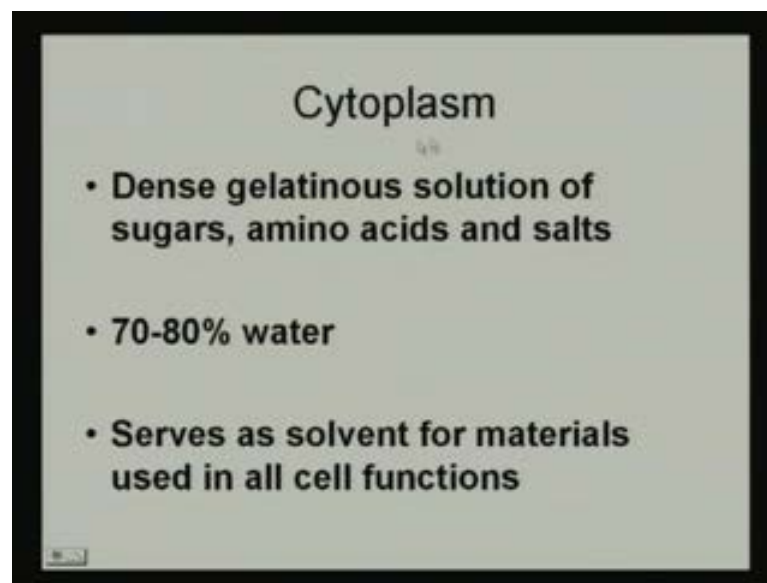 Cytoplasm
• Dense gelatinous solution of
sugars, amino acids and salts
• 70-80% water
• Serves as solvent for materials
used in all cell functions